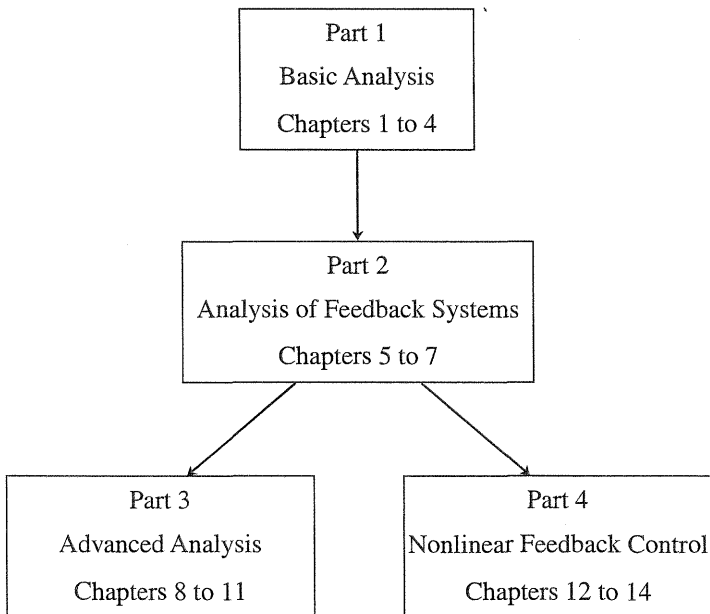 Part 1
Basic Analysis
Chapters 1 to 4
Part 2
Analysis of Feedback Systems
Chapters 5 to 7
Part 3
Advanced Analysis
Chapters 8 to 11
Part 4
Nonlinear Feedback Control
Chapters 12 to 14